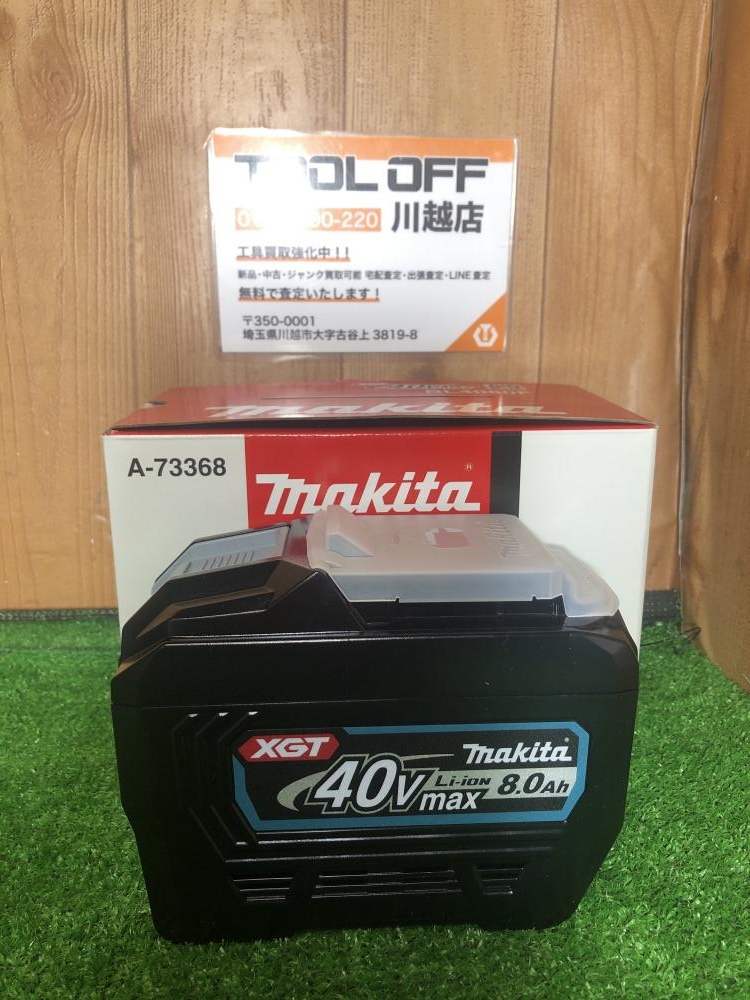 TOOL OFF
川越店
工具買取強化中!!
新品・中古・ジャンク買取可能 宅配査定・出張査定・LINE査定
無料で査定いたします!
〒350-0001
埼玉県川越市大字古谷上 3819-8
makita
A-73368
makita
makita
XGT
makita
40Vmax
Li-ion 8.0Ah